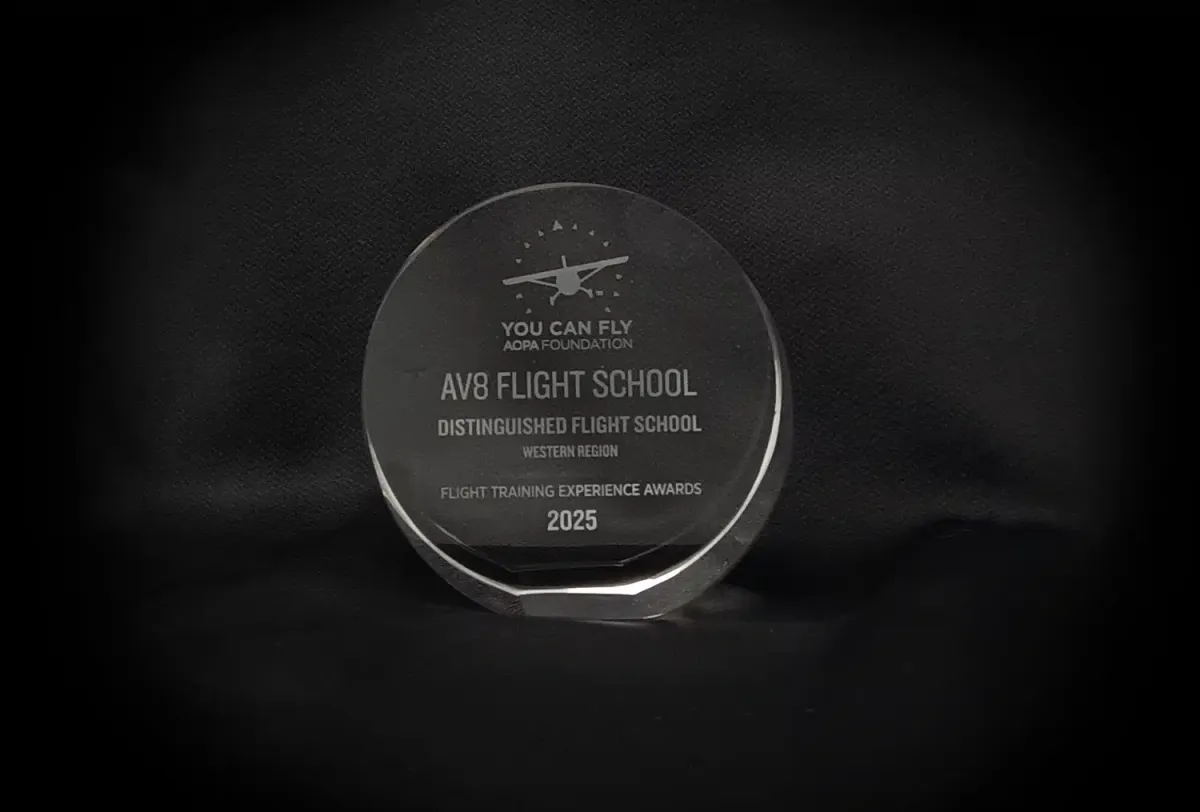 YOU CAN FLY
AOPA FOUNDATION
AV8 FLIGHT SCHOOL
DISTINGUISHED FLIGHT SCHOOL
WESTERN REGION
FLIGHT TRAINING EXPERIENCE AWARDS
2025